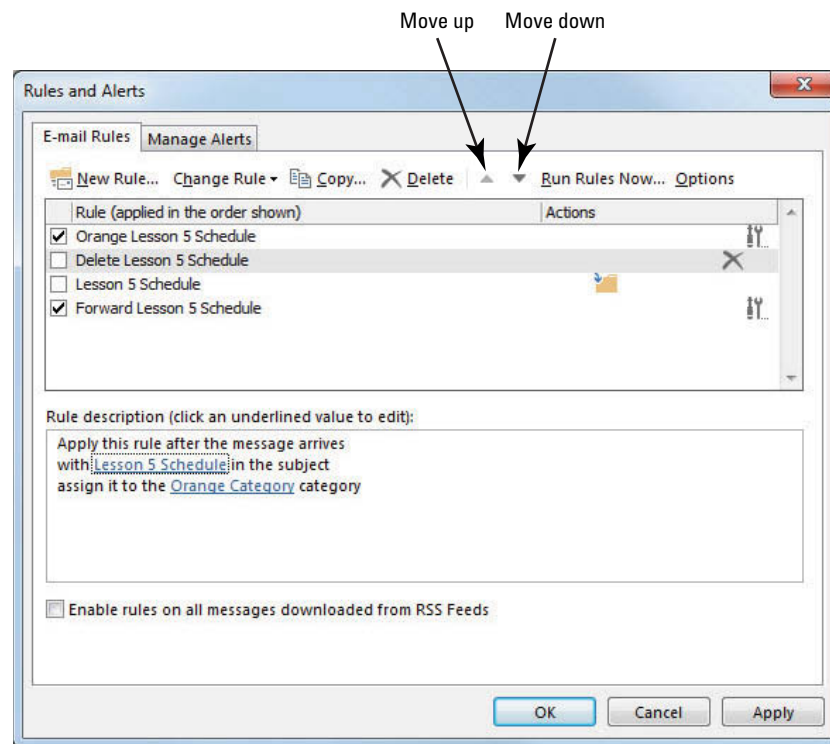 Move up Move down
Rules and Alerts
E-mail Rules Manage Alerts
New Rule... Change Rule Copy... Delete Run Rules Now... Options
Rule (applied in the order shown) Actions
Orange Lesson 5 Schedule
Delete Lesson 5 Schedule
Lesson 5 Schedule
Forward Lesson 5 Schedule
Rule description (click an underlined value to edit):
Apply this rule after the message arrives
with Lesson 5 Schedule in the subject
assign it to the Orange Category category
Enable rules on all messages downloaded from RSS Feeds
OK Cancel Apply